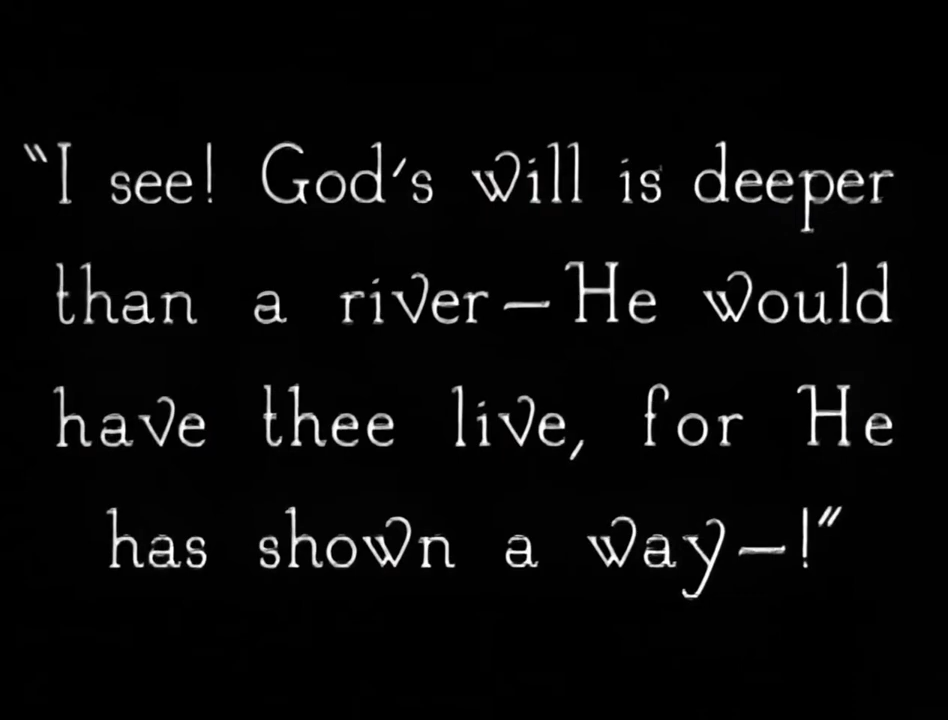 "I see! God's will is deeper
than a river — He would
have thee live, for He
has shown a way —!"